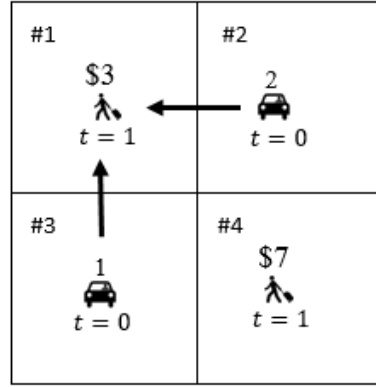 #1
$3
t = 1
#2
2
t = 0
#3
1
t = 0
#4
$7
t = 1